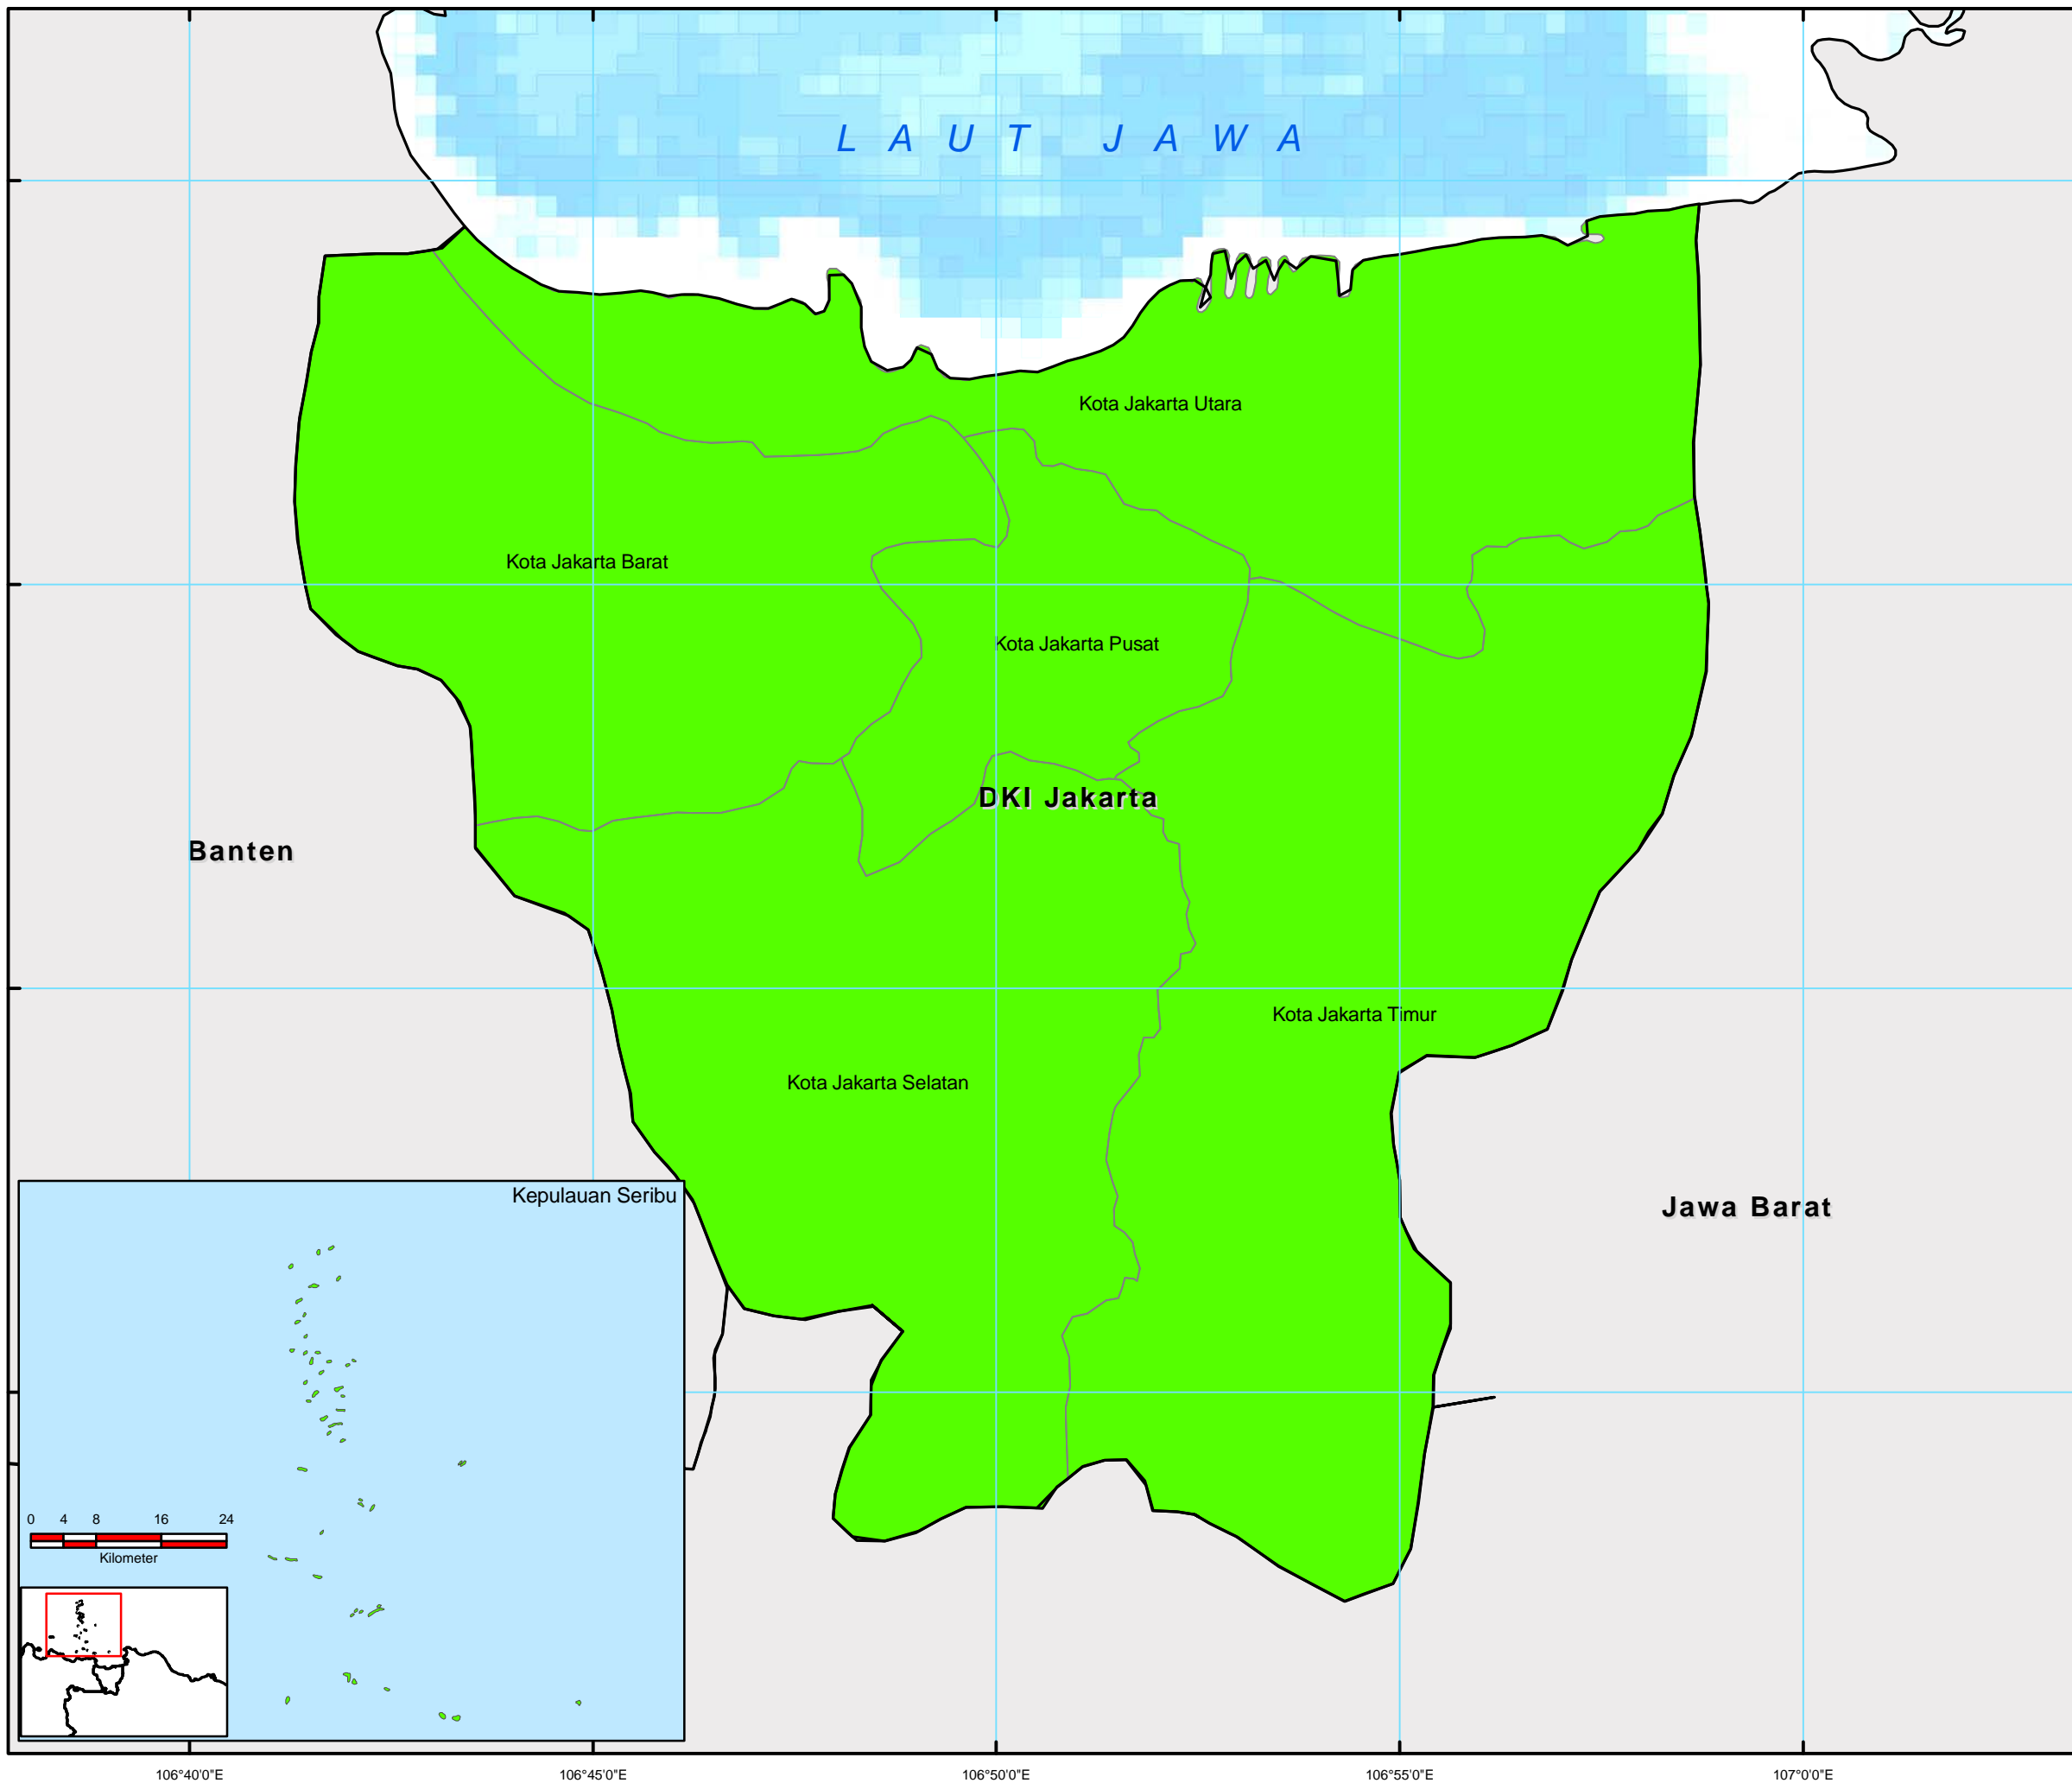 LAUT JAWA
Kota Jakarta Utara
Kota Jakarta Barat
Kota Jakarta Pusat
DKI Jakarta
Banten
Kota Jakarta Timur
Kota Jakarta Selatan
Kepulauan Seribu
Jawa Barat
0 4 8 16 24
Kilometer
106°40'0"E 106°45'0"E 106°50'0"E 106°55'0"E 107°0'0"E